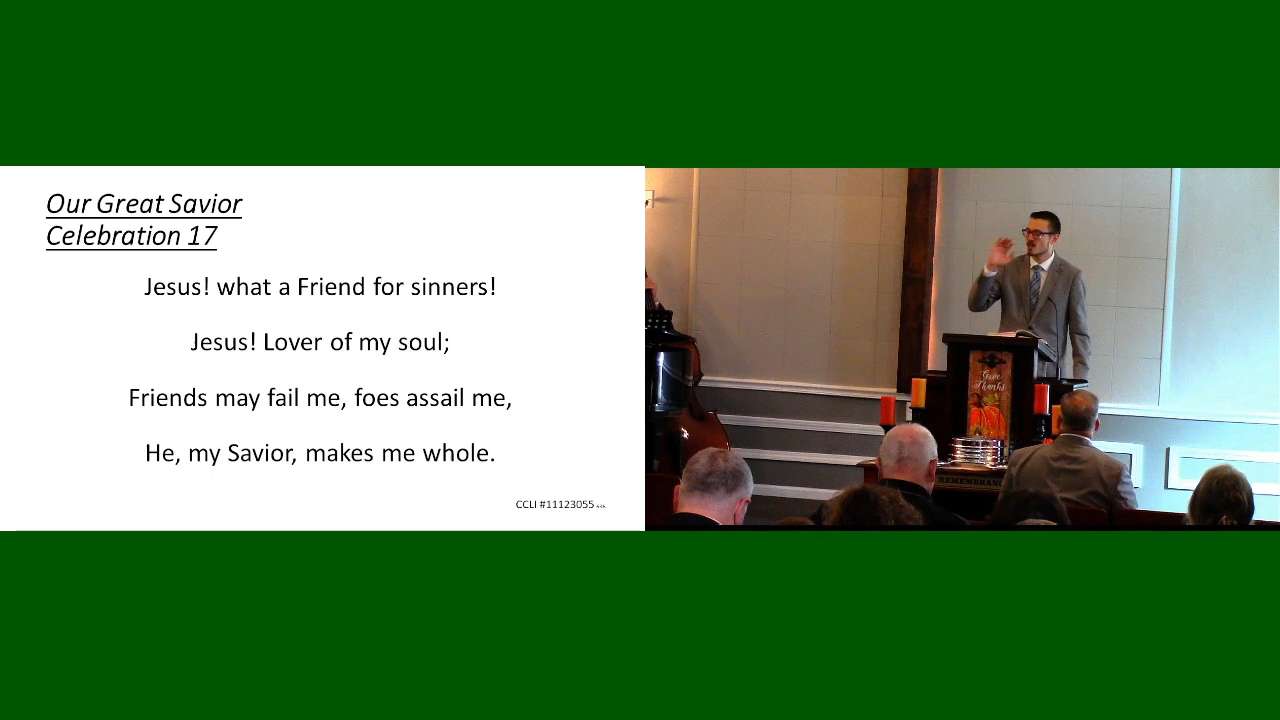 Our Great Savior
Celebration 17
Jesus! what a Friend for sinners!
Jesus! Lover of my soul;
Friends may fail me, foes assail me,
He, my Savior, makes me whole.
CCLI #11123055
Give
Thanks
REMEMBRANC